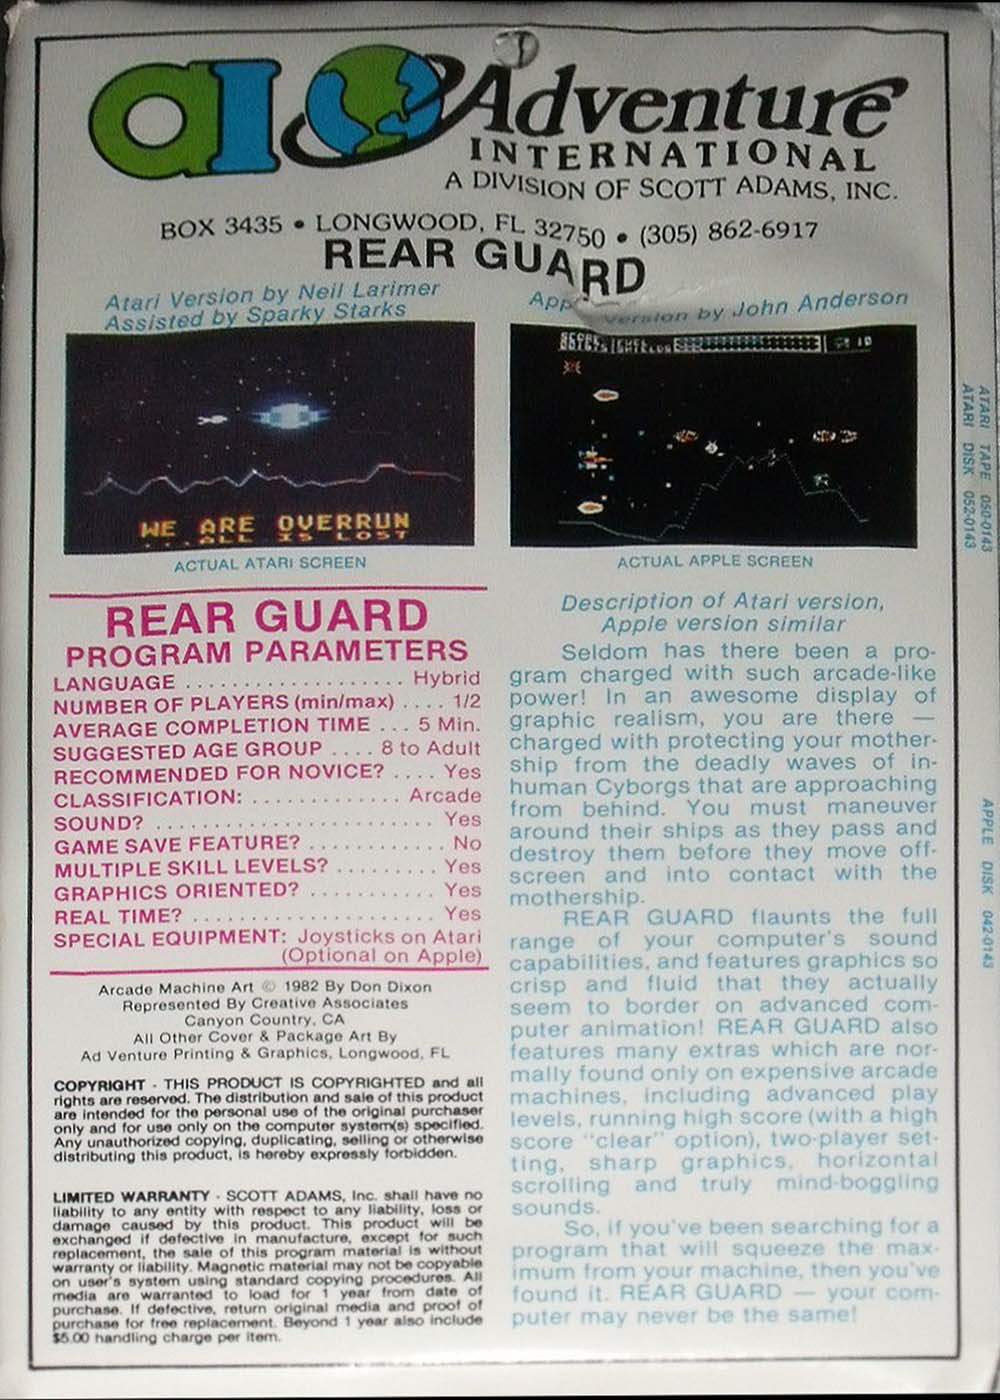 aI Adventure
INTERNATIONAL
A DIVISION OF SCOTT ADAMS, INC.
BOX 3435 • LONGWOOD, FL 32750 • (305) 862-6917
REAR GUARD
Atari Version by Neil Larimer
Assisted by Sparky Starks
version by John Anderson
WE ARE OVERRUN
...ALL IS LOST
ACTUAL ATARI SCREEN
ACTUAL APPLE SCREEN
REAR GUARD
PROGRAM PARAMETERS
LANGUAGE ................... Hybrid
NUMBER OF PLAYERS (min/max) .... 1/2
AVERAGE COMPLETION TIME ... 5 Min.
SUGGESTED AGE GROUP .... 8 to Adult
RECOMMENDED FOR NOVICE? .... Yes
CLASSIFICATION: ............. Arcade
SOUND? ........................ Yes
GAME SAVE FEATURE? ............ No
MULTIPLE SKILL LEVELS? ......... Yes
GRAPHICS ORIENTED? ........... Yes
REAL TIME? ..................... Yes
SPECIAL EQUIPMENT: Joysticks on Atari
(Optional on Apple)
Arcade Machine Art © 1982 By Don Dixon
Represented By Creative Associates
Canyon Country, CA
All Other Cover & Package Art By
Ad Venture Printing & Graphics, Longwood, FL
COPYRIGHT - THIS PRODUCT IS COPYRIGHTED and all
rights are reserved. The distribution and sale of this product
are intended for the personal use of the original purchaser
only and for use only on the computer system(s) specified.
Any unauthorized copying, duplicating, selling or otherwise
distributing this product, is hereby expressly forbidden.
LIMITED WARRANTY - SCOTT ADAMS, Inc. shall have no
liability to any entity with respect to any liability, loss or
damage caused by this product. This product will be
exchanged if defective in manufacture, except for such
replacement, the sale of this program material is without
warranty or liability. Magnetic material may not be copyable
on user's system using standard copying procedures. All
media are warranted to load for 1 year from date of
purchase. If defective, return original media and proof of
purchase for free replacement. Beyond 1 year also include
$5.00 handling charge per item.
Description of Atari version,
Apple version similar
Seldom has there been a pro-
gram charged with such arcade-like
power! In an awesome display of
graphic realism, you are there —
charged with protecting your mother-
ship from the deadly waves of in-
human Cyborgs that are approaching
from behind. You must maneuver
around their ships as they pass and
destroy them before they move off-
screen and into contact with the
mothership.
REAR GUARD flaunts the full
range of your computer's sound
capabilities, and features graphics so
crisp and fluid that they actually
seem to border on advanced com-
puter animation! REAR GUARD also
features many extras which are nor-
mally found only on expensive arcade
machines, including advanced play
levels, running high score (with a high
score "clear" option), two-player set-
ting, sharp graphics, horizontal
scrolling and truly mind-boggling
sounds.
So, if you've been searching for a
program that will squeeze the max-
imum from your machine, then you've
found it. REAR GUARD — your com-
puter may never be the same!
ATARI TAPE 050-0143
ATARI DISK 052-0143
APPLE DISK 042-0143